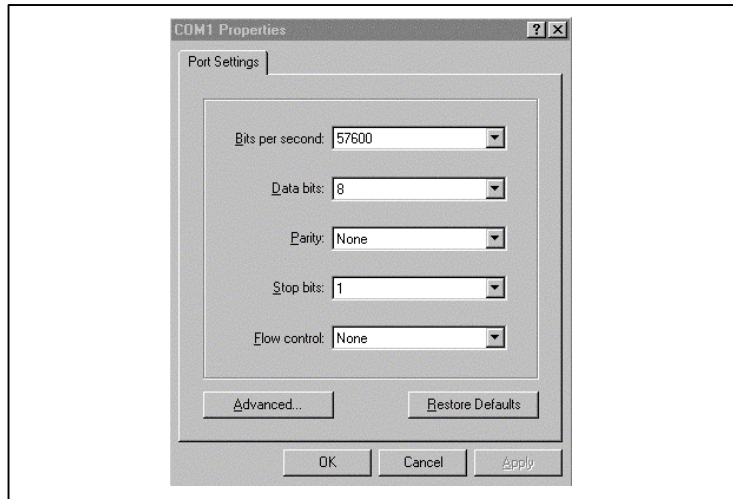 COM1 Properties
Port Settings
Bits per second: 57600
Data bits: 8
Parity: None
Stop bits: 1
Flow control: None
Advanced... Restore Defaults
OK Cancel Apply